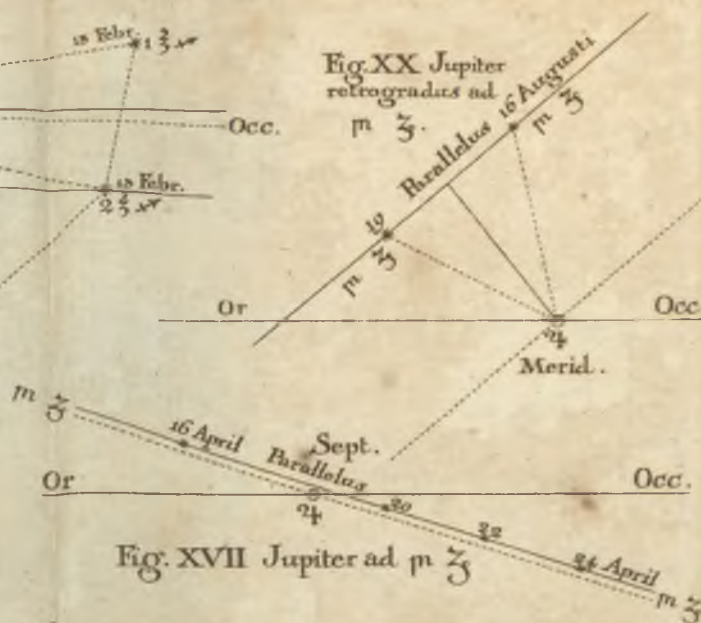 18 Febr.
1 ⅔ ♐
Occ.
18 Febr.
2 ⅔ ♐
Fig. XX Jupiter
retrogradus ad
♏ ʒ.
Parallelus 16 Augusti
♏ ʒ
19
♏ ʒ
Or
Occ.
♃
Merid.
♏ ʒ
16 April
Sept.
Parallelus
Or
Occ.
♃
20
22
24 April
♏ ʒ
Fig. XVII Jupiter ad ♏ ʒ